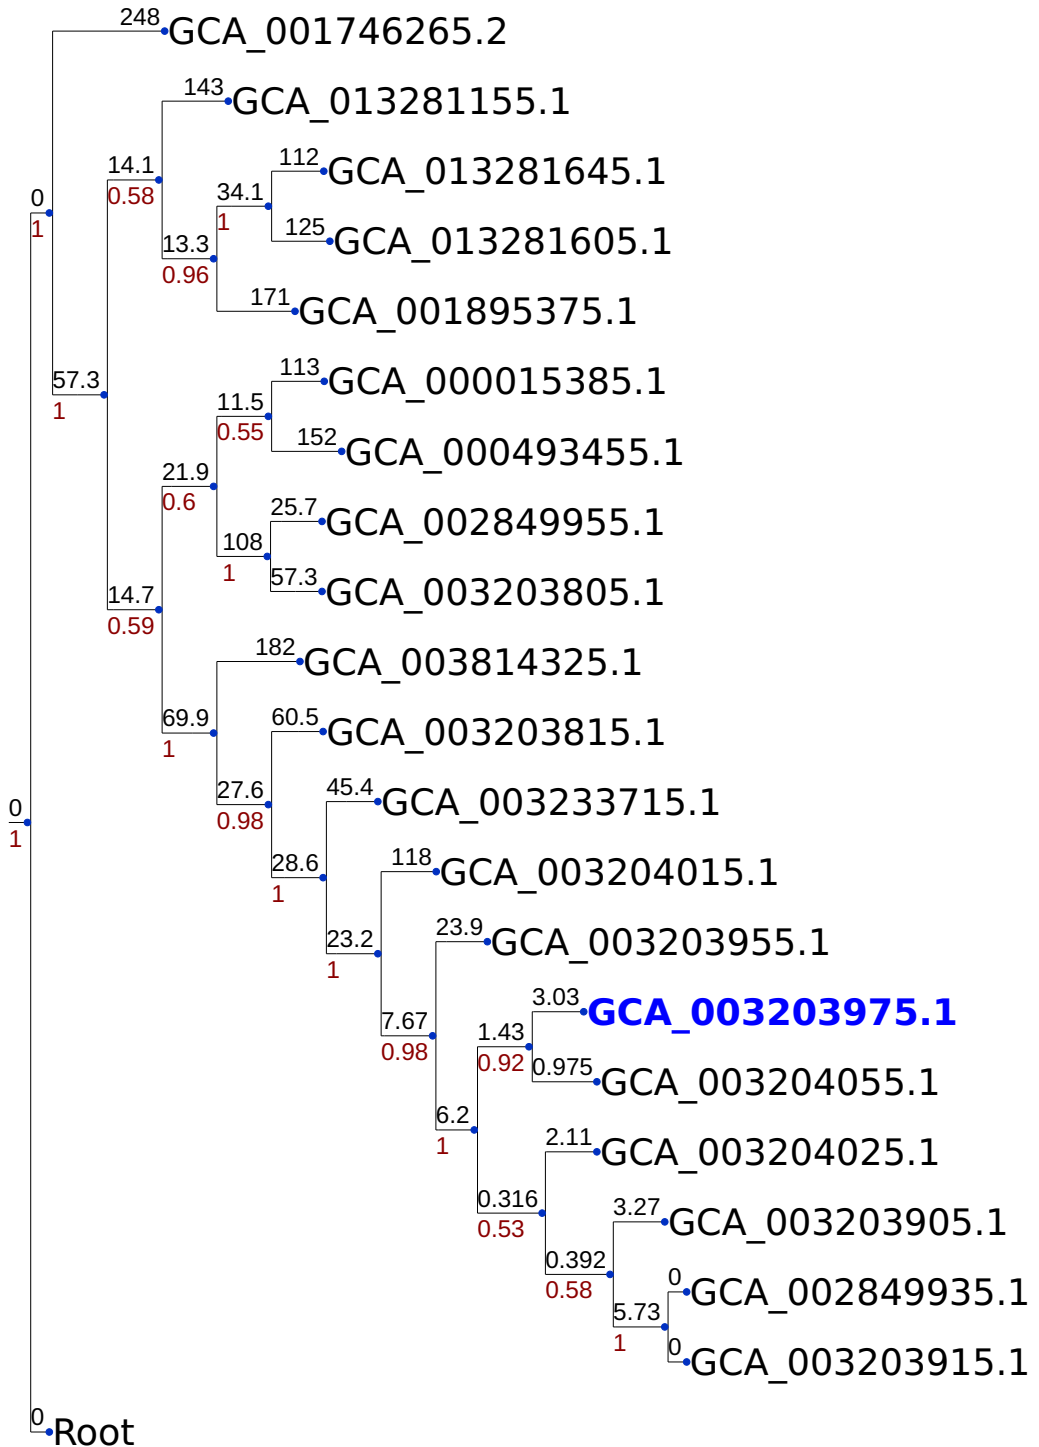 248
GCA_001746265.2
143
GCA_013281155.1
14.1
0.58
112
GCA_013281645.1
34.1
1
0
1
125
GCA_013281605.1
13.3
0.96
171
GCA_001895375.1
57.3
1
113
GCA_000015385.1
11.5
0.55
152
GCA_000493455.1
21.9
0.6
25.7
GCA_002849955.1
108
1
57.3
GCA_003203805.1
14.7
0.59
182
GCA_003814325.1
69.9
1
60.5
GCA_003203815.1
27.6
0.98
45.4
GCA_003233715.1
0
1
28.6
1
118
GCA_003204015.1
23.2
1
23.9
GCA_003203955.1
7.67
0.98
3.03
GCA_003203975.1
1.43
0.92
0.975
GCA_003204055.1
6.2
1
2.11
GCA_003204025.1
0.316
0.53
3.27
GCA_003203905.1
0.392
0.58
0
GCA_002849935.1
5.73
1
0
GCA_003203915.1
0
Root